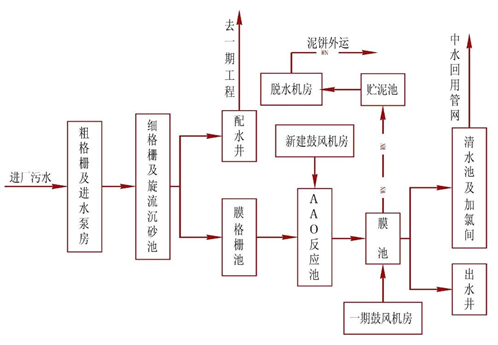 去一期工程
泥饼外运
脱水机房
贮泥池
中水回用管网
新建鼓风机房
进厂污水
粗格栅及进水泵房
细格栅及旋流沉砂池
配水井
膜格栅池
AAO反应池
膜池
清水池及加氯间
出水井
一期鼓风机房